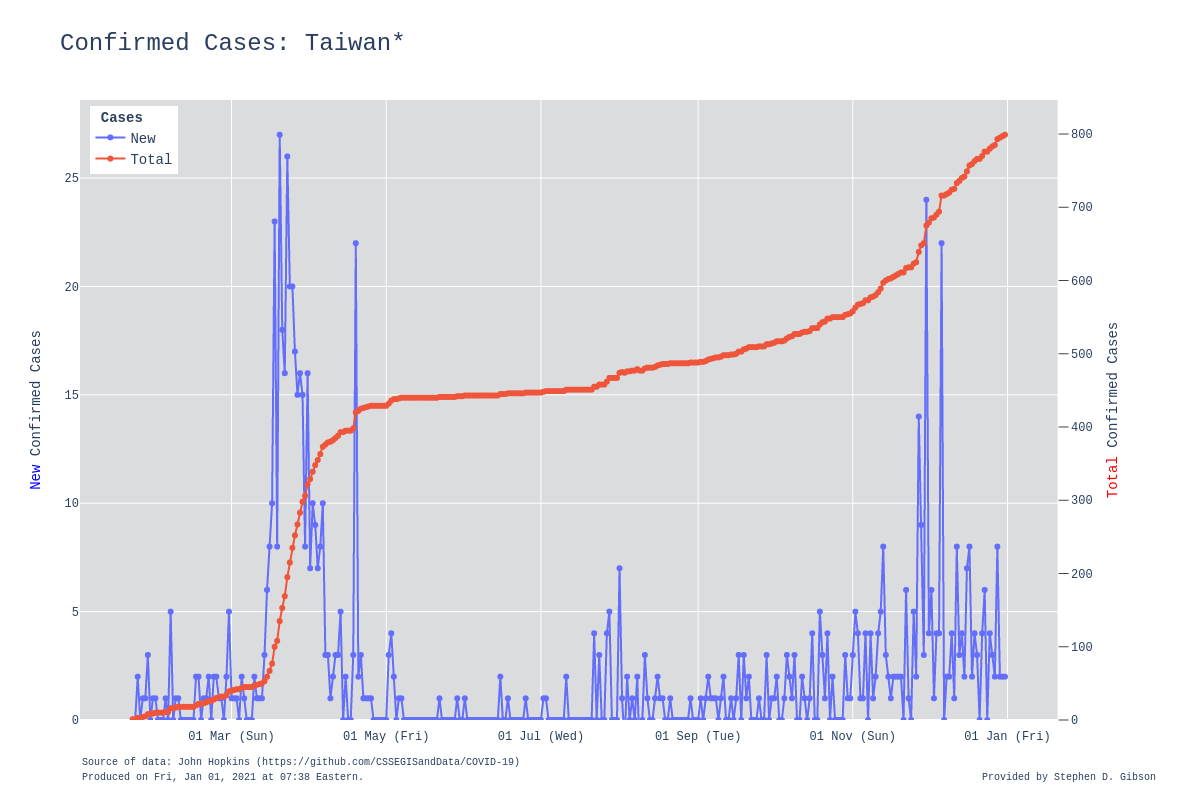 Confirmed Cases: Taiwan*
Cases
New
Total
25
20
15
10
5
0
800
700
600
500
400
300
200
100
0
New Confirmed Cases
Total Confirmed Cases
01 Mar (Sun)
01 May (Fri)
01 Jul (Wed)
01 Sep (Tue)
01 Nov (Sun)
01 Jan (Fri)
Source of data: John Hopkins (https://github.com/CSSEGISandData/COVID-19)
Produced on Fri, Jan 01, 2021 at 07:38 Eastern.
Provided by Stephen D. Gibson